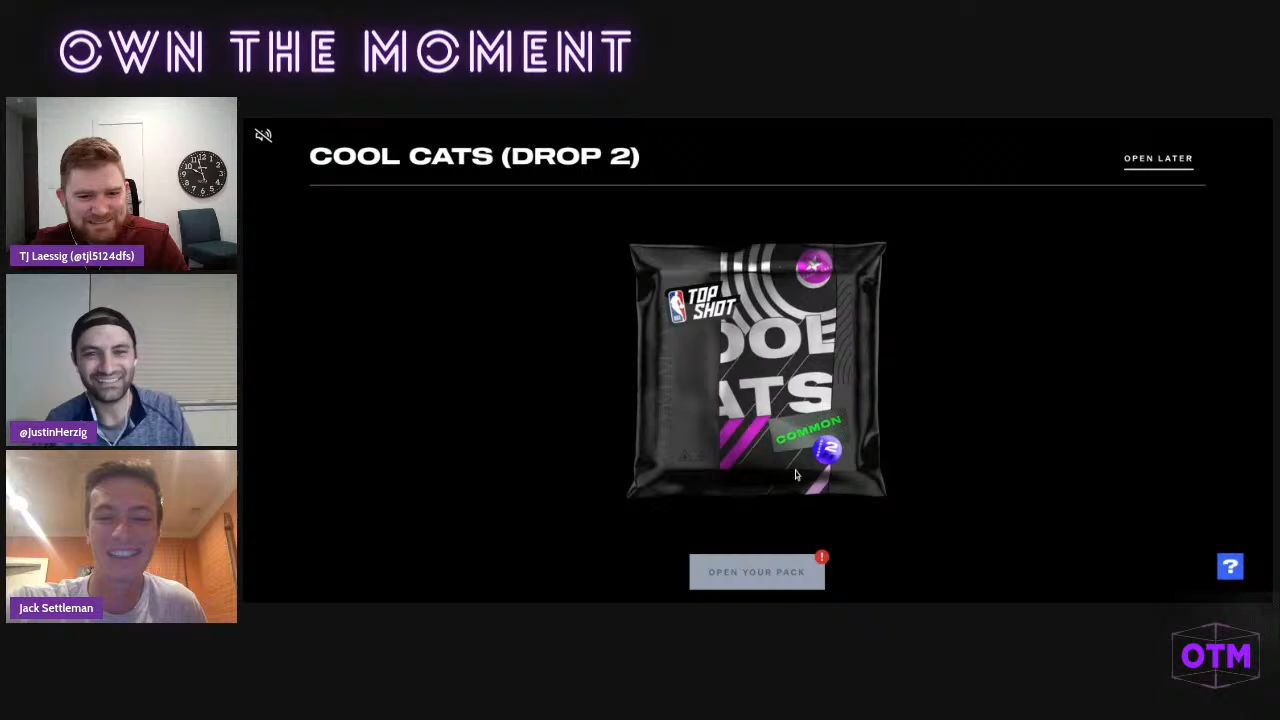 OWN THE MOMENT
TJ Laessig (@tjl5124dfs)
@JustinHerzig
Jack Settleman
COOL CATS (DROP 2)
OPEN LATER
TOP
SHOT
OOL
ATS
COMMON
2
OPEN YOUR PACK
!
?
OTM